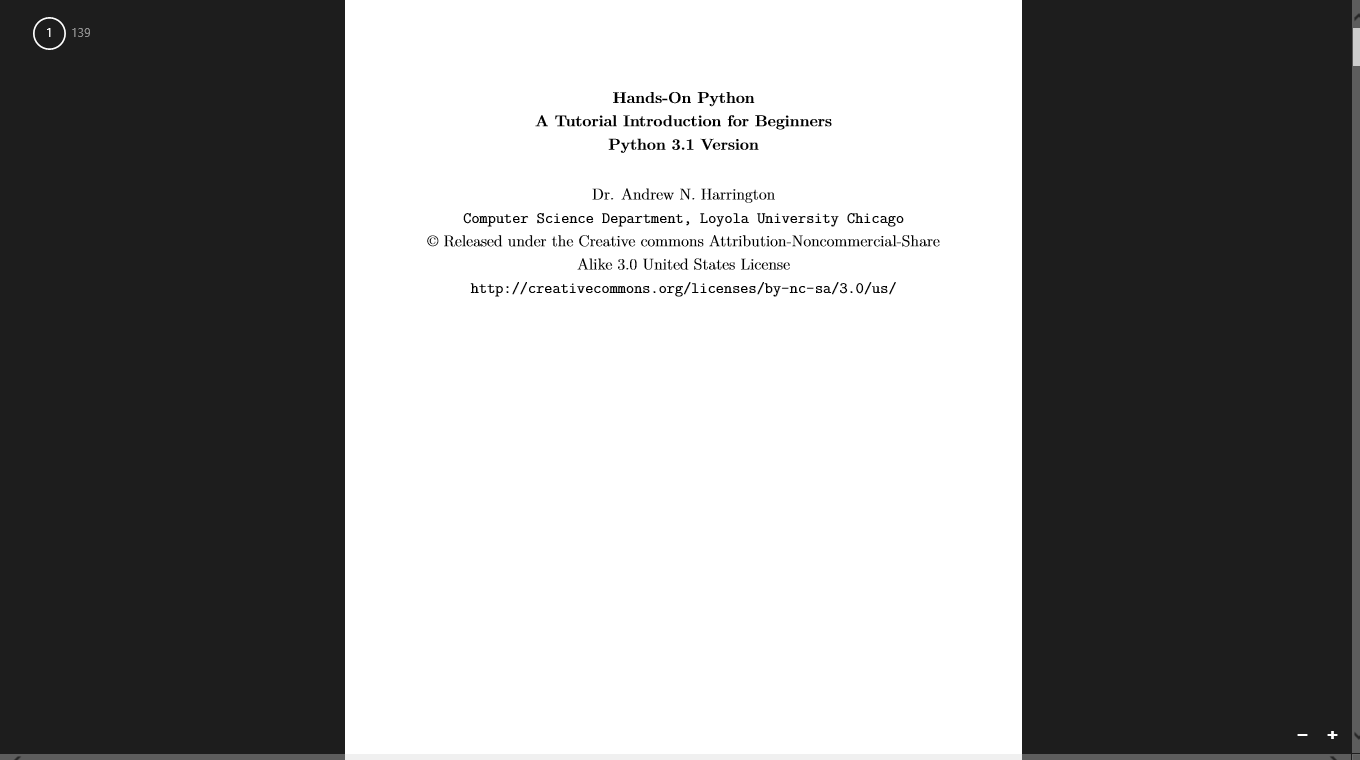 1 139
Hands-On Python
A Tutorial Introduction for Beginners
Python 3.1 Version
Dr. Andrew N. Harrington
Computer Science Department, Loyola University Chicago
© Released under the Creative commons Attribution-Noncommercial-Share
Alike 3.0 United States License
http://creativecommons.org/licenses/by-nc-sa/3.0/us/